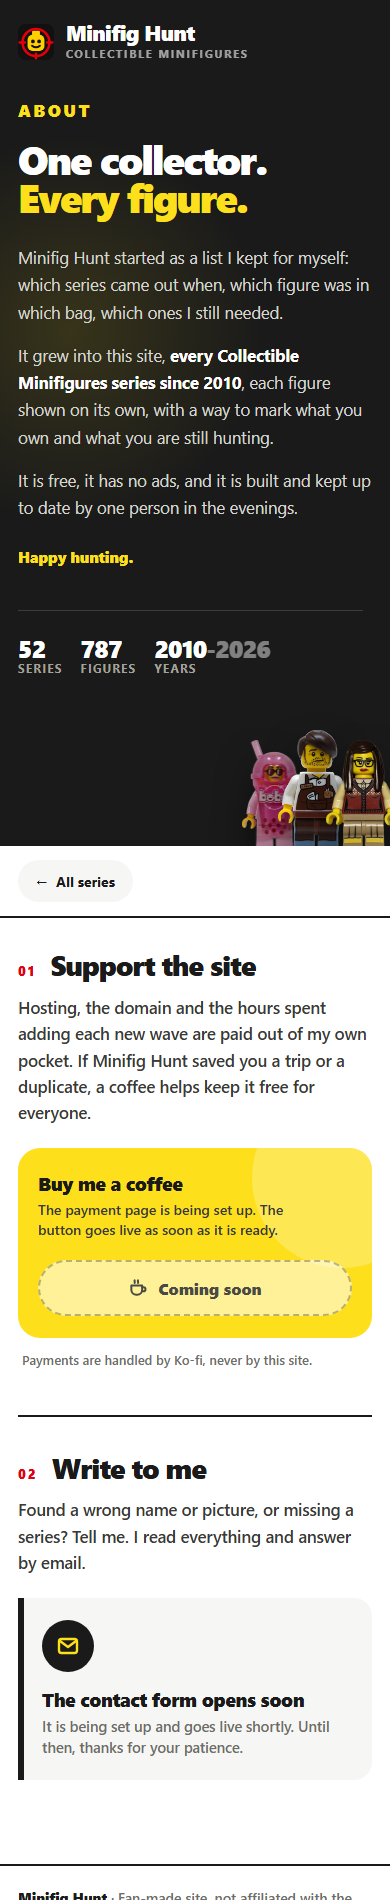 Minifig Hunt
COLLECTIBLE MINIFIGURES
ABOUT
One collector.
Every figure.
Minifig Hunt started as a list I kept for myself:
which series came out when, which figure was in
which bag, which ones I still needed.
It grew into this site, every Collectible
Minifigures series since 2010, each figure
shown on its own, with a way to mark what you
own and what you are still hunting.
It is free, it has no ads, and it is built and kept up
to date by one person in the evenings.
Happy hunting.
52 787 2010-2026
SERIES FIGURES YEARS
← All series
01 Support the site
Hosting, the domain and the hours spent
adding each new wave are paid out of my own
pocket. If Minifig Hunt saved you a trip or a
duplicate, a coffee helps keep it free for
everyone.
Buy me a coffee
The payment page is being set up. The
button goes live as soon as it is ready.
Coming soon
Payments are handled by Ko-fi, never by this site.
02 Write to me
Found a wrong name or picture, or missing a
series? Tell me. I read everything and answer
by email.
The contact form opens soon
It is being set up and goes live shortly. Until
then, thanks for your patience.
Minifig Hunt · Fan-made site, not affiliated with the